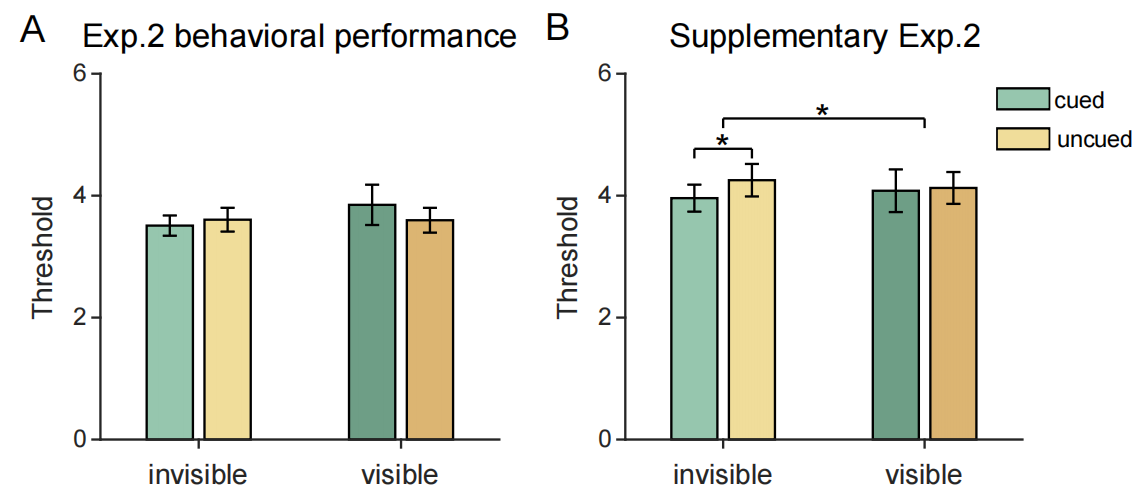 A Exp.2 behavioral performance
6
4
2
0
Threshold
invisible visible
B Supplementary Exp.2
6
4
2
0
Threshold
* *
invisible visible
cued
uncued